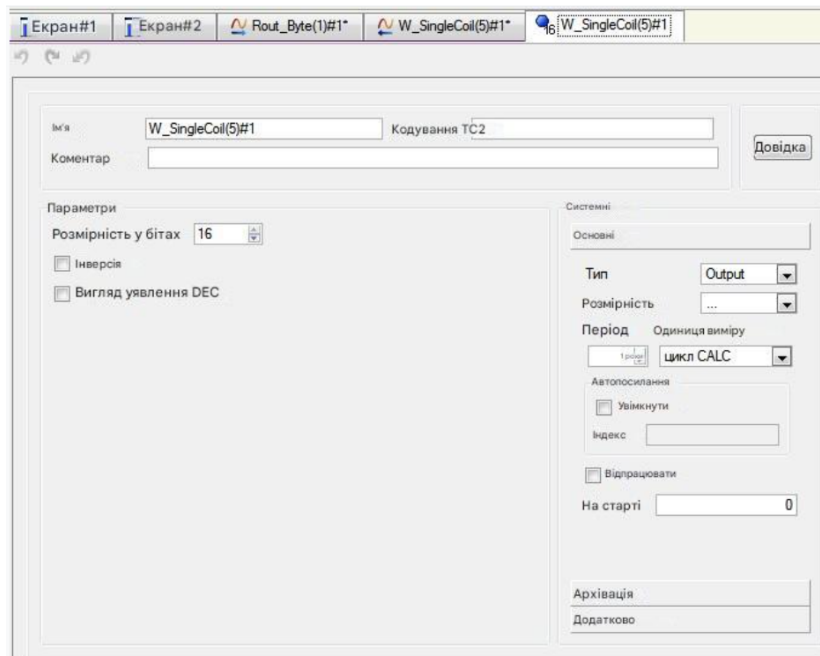 Екран#1 Екран#2 Rout_Byte(1)#1* W_SingleCoil(5)#1* 16 W_SingleCoil(5)#1
Ім'я W_SingleCoil(5)#1 Кодування ТС2
Коментар
Довідка
Параметри
Розмірність у бітах 16
Інверсія
Вигляд уявлення DEC
Системні
Основні
Тип Output
Розмірність ...
Період Одиниця виміру
цикл CALC
Автопосилання
Увімкнути
Індекс
Відпрацювати
На старті 0
Архівація
Додатково